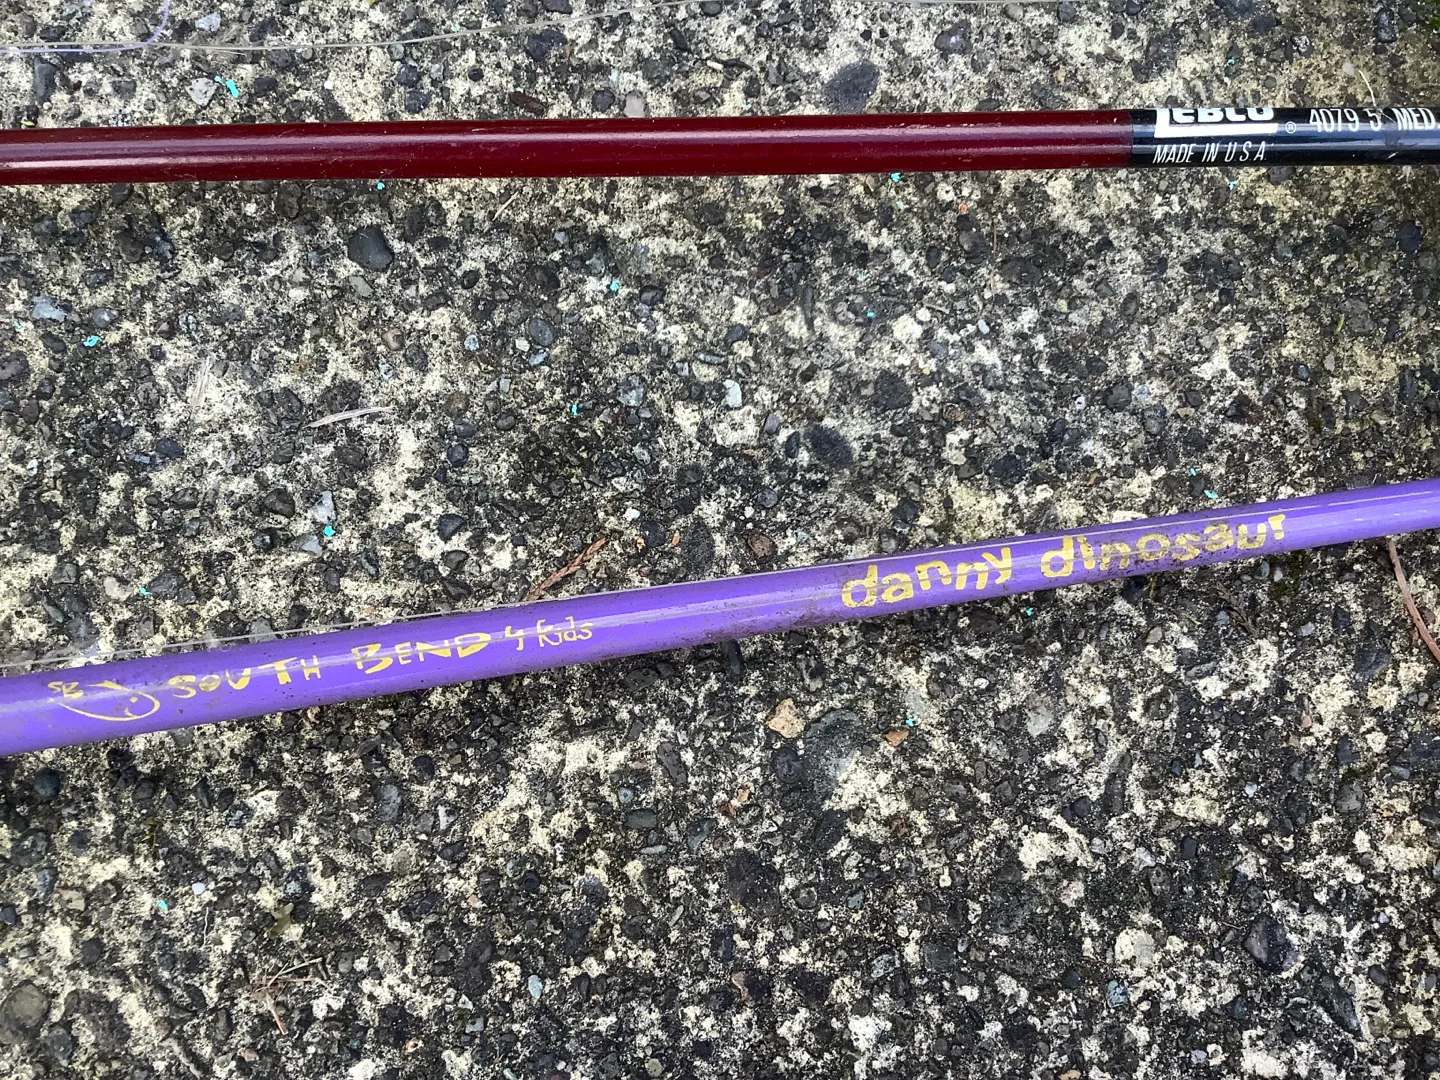 ZEBCO ® 4079 5' MED.
MADE IN U S A
SB SOUTH BEND 4 kids danny dinosaur